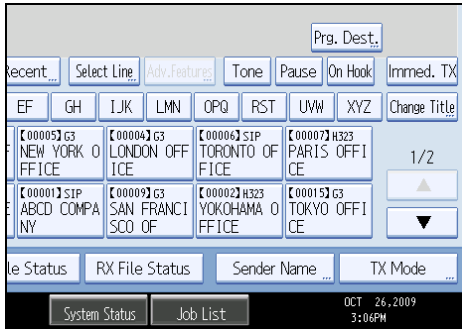 Prg. Dest.
Recent Select Line Adv.Features Tone Pause On Hook Immed. TX
EF GH IJK LMN OPQ RST UVW XYZ Change Title
【00005】G3 【00004】G3 【00006】SIP 【00007】H323
NEW YORK O LONDON OFF TORONTO OF PARIS OFFI
FFICE ICE FICE CE
1/2
【00001】SIP 【00009】G3 【00002】H323 【00015】G3
ABCD COMPA SAN FRANCI YOKOHAMA O TOKYO OFFI
NY SCO OF FFICE CE
le Status RX File Status Sender Name TX Mode
System Status Job List OCT 26,2009
3:06PM